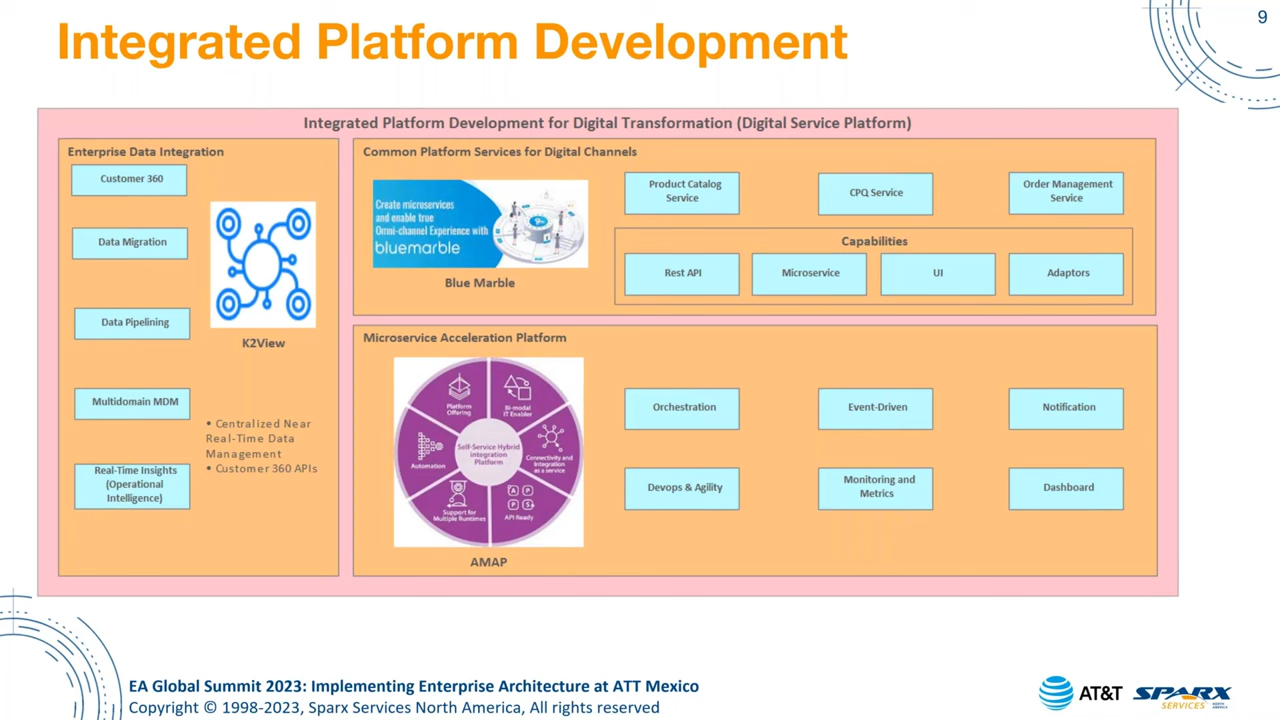 9
Integrated Platform Development
Integrated Platform Development for Digital Transformation (Digital Service Platform)
Enterprise Data Integration
Customer 360
Data Migration
Data Pipelining
Multidomain MDM
Real-Time Insights
(Operational
Intelligence)
K2View
• Centralized Near
Real-Time Data
Management
• Customer 360 APIs
Common Platform Services for Digital Channels
Create microservices
and enable true
Omni-channel Experience with
bluemarble
Blue Marble
Product Catalog
Service
CPQ Service
Order Management
Service
Capabilities
Rest API
Microservice
UI
Adaptors
Microservice Acceleration Platform
Platform
Offering
Bi-modal
IT Enabler
Automation
Self-Service Hybrid
integration
Platform
Connectivity and
Integration
as a service
Support for
Multiple Runtimes
A P
P S
API Ready
AMAP
Orchestration
Event-Driven
Notification
Devops & Agility
Monitoring and
Metrics
Dashboard
EA Global Summit 2023: Implementing Enterprise Architecture at ATT Mexico
Copyright © 1998-2023, Sparx Services North America, All rights reserved
AT&T
SPARX
SERVICES
NORTH
AMERICA